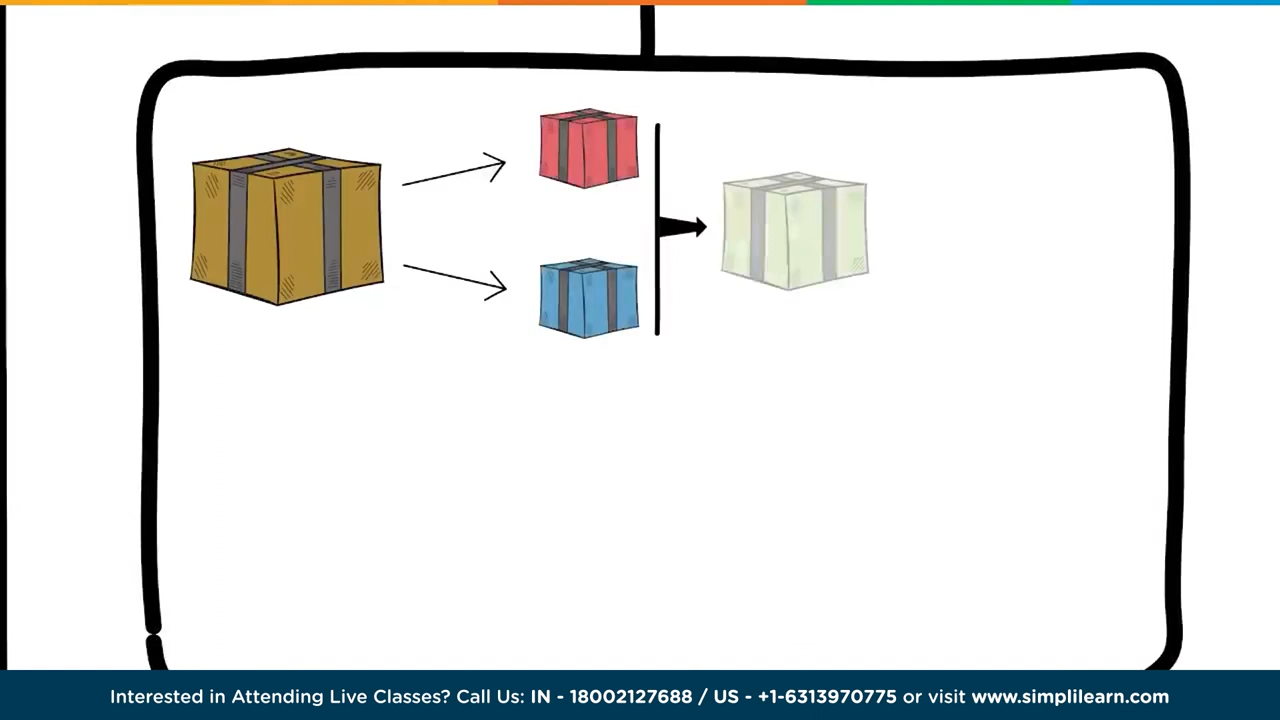 Interested in Attending Live Classes? Call Us: IN - 18002127688 / US - +1-6313970775 or visit www.simplilearn.com